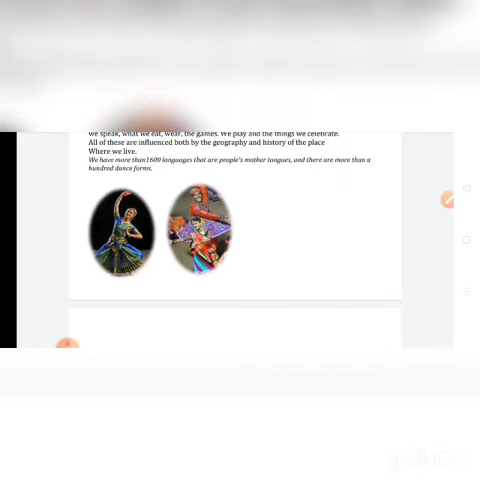 we speak, what we eat, wear, the games. We play and the things we celebrate.
All of these are influenced both by the geography and history of the place
Where we live.
We have more than1600 languages that are people's mother tongues, and there are more than a
hundred dance forms.